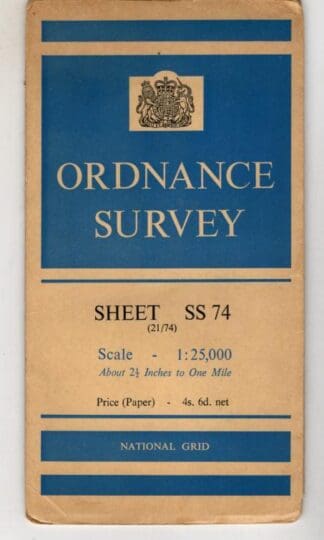 ORDNANCE
SURVEY
SHEET SS 74
(21/74)
Scale - 1:25,000
About 2½ Inches to One Mile
Price (Paper) - 4s. 6d. net
NATIONAL GRID